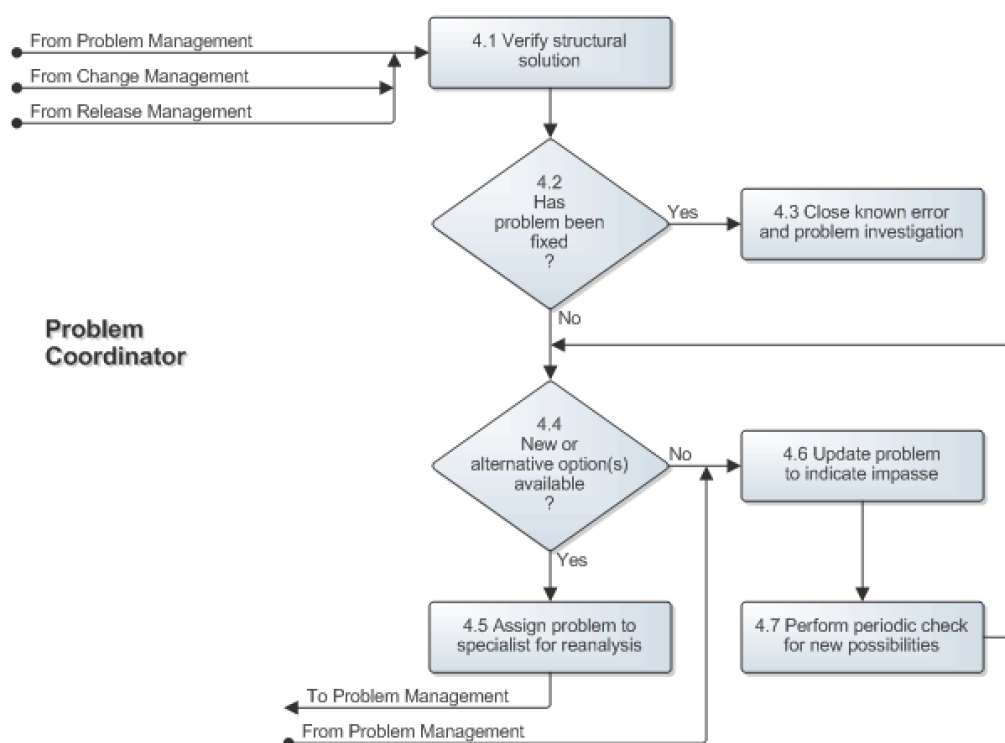 From Problem Management
From Change Management
From Release Management
4.1 Verify structural
solution
4.2
Has
problem been
fixed
?
Yes
4.3 Close known error
and problem investigation
No
Problem
Coordinator
4.4
New or
alternative option(s)
available
?
No
4.6 Update problem
to indicate impasse
Yes
4.5 Assign problem to
specialist for reanalysis
4.7 Perform periodic check
for new possibilities
To Problem Management
From Problem Management